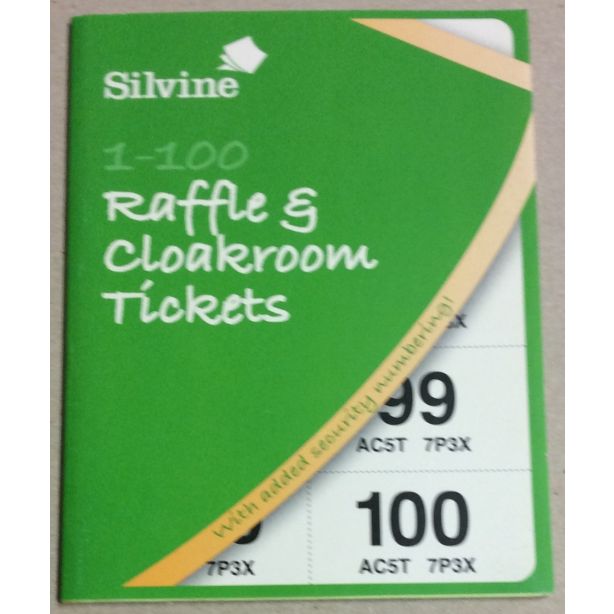 Silvine
1-100
Raffle &
Cloakroom
Tickets
With added security numbering!
99
AC5T 7P3X
100
AC5T 7P3X
7P3X